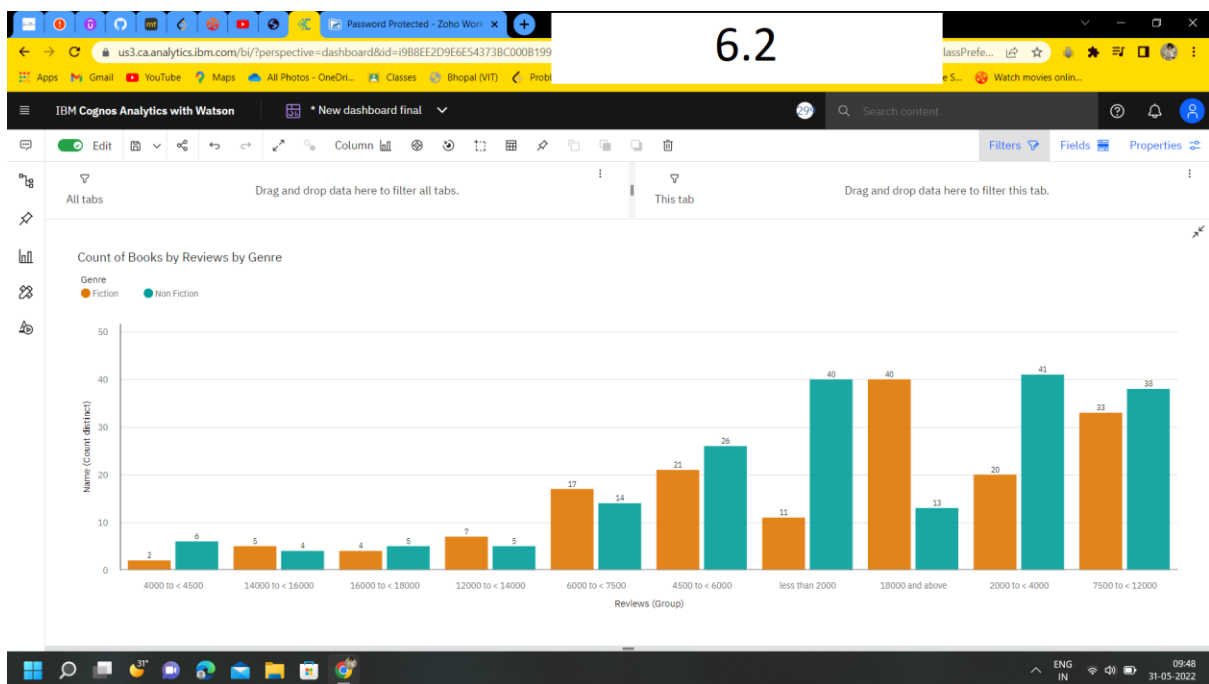 Password Protected - Zoho Work
6.2
us3.ca.analytics.ibm.com/bi/?perspective=dashboard&id=i9B8EE2D9E6E54373BC000B199
lassPrefe...
Apps Gmail YouTube Maps All Photos - OneDri... Classes Bhopal (VIT) Probl
e S... Watch movies onlin...
IBM Cognos Analytics with Watson * New dashboard final 299 Search content
Edit Column Filters Fields Properties
All tabs Drag and drop data here to filter all tabs. This tab Drag and drop data here to filter this tab.
Count of Books by Reviews by Genre
Genre
Fiction Non Fiction
Name (Count distinct)
50
40
30
20
10
0
2 6 5 4 4 5 7 5 17 14 21 26 11 40 40 13 20 41 33 38
4000 to < 4500 14000 to < 16000 16000 to < 18000 12000 to < 14000 6000 to < 7500 4500 to < 6000 less than 2000 18000 and above 2000 to < 4000 7500 to < 12000
Reviews (Group)
31°
ENG
IN
09:48
31-05-2022